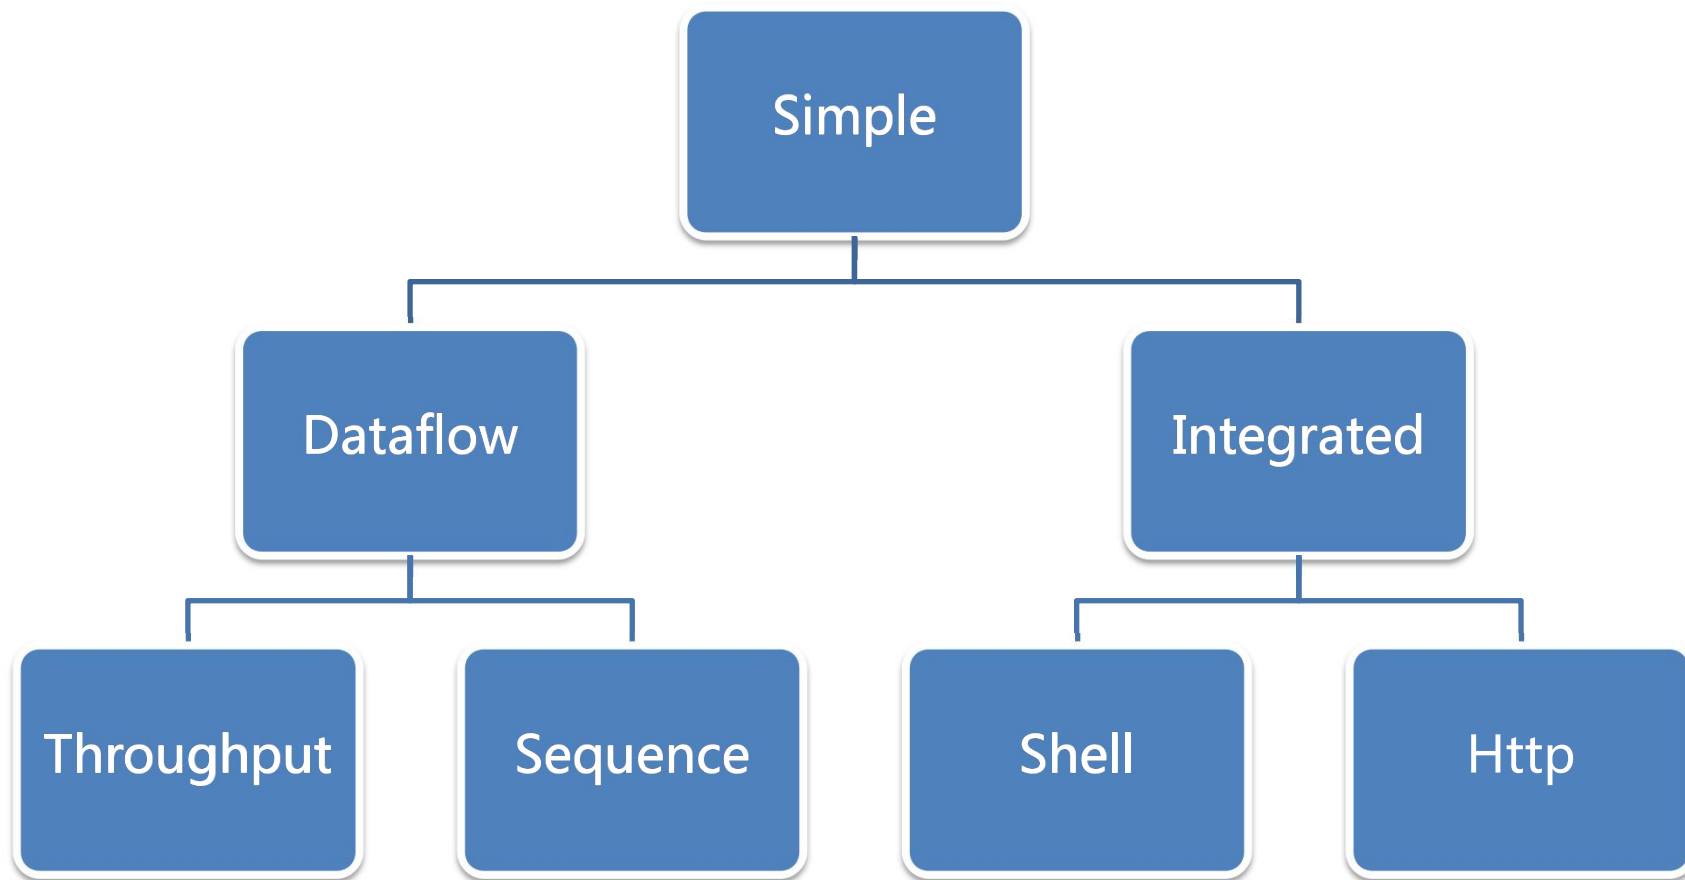 Simple
Dataflow
Integrated
Throughput
Sequence
Shell
Http